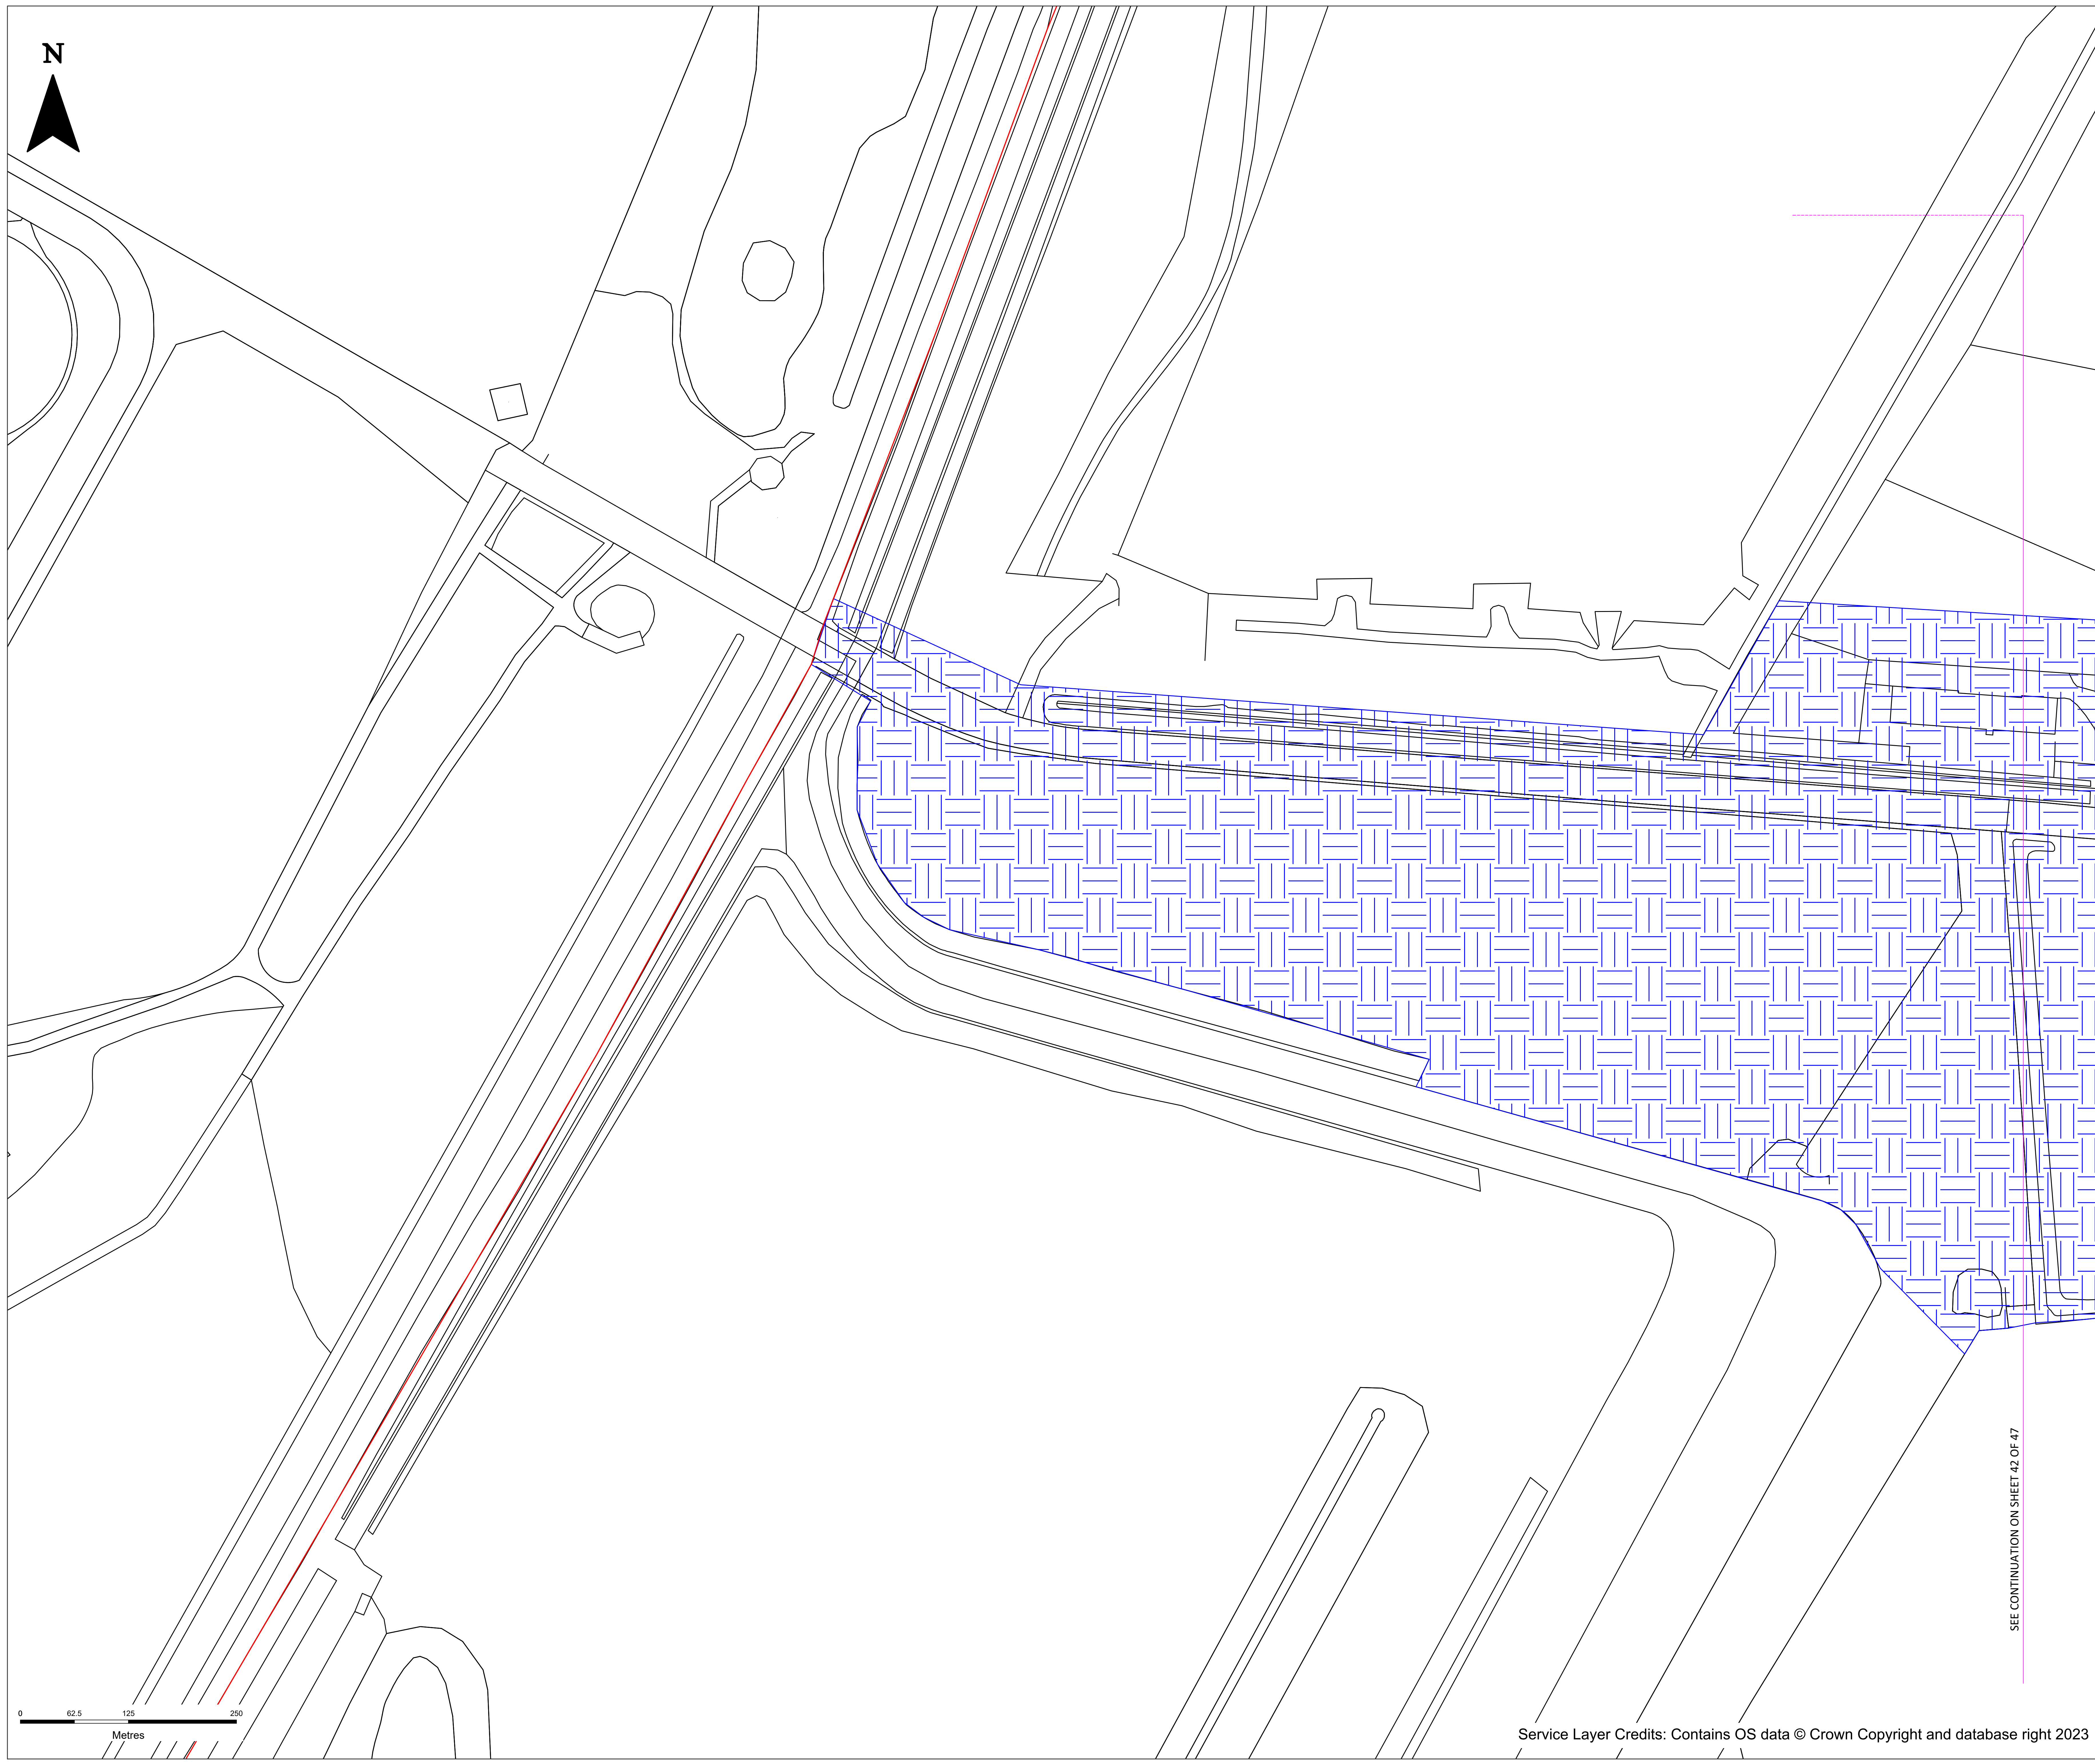 N
SEE CONTINUATION ON SHEET 42 OF 47
0 62.5 125 250
Metres
Service Layer Credits: Contains OS data © Crown Copyright and database right 2023